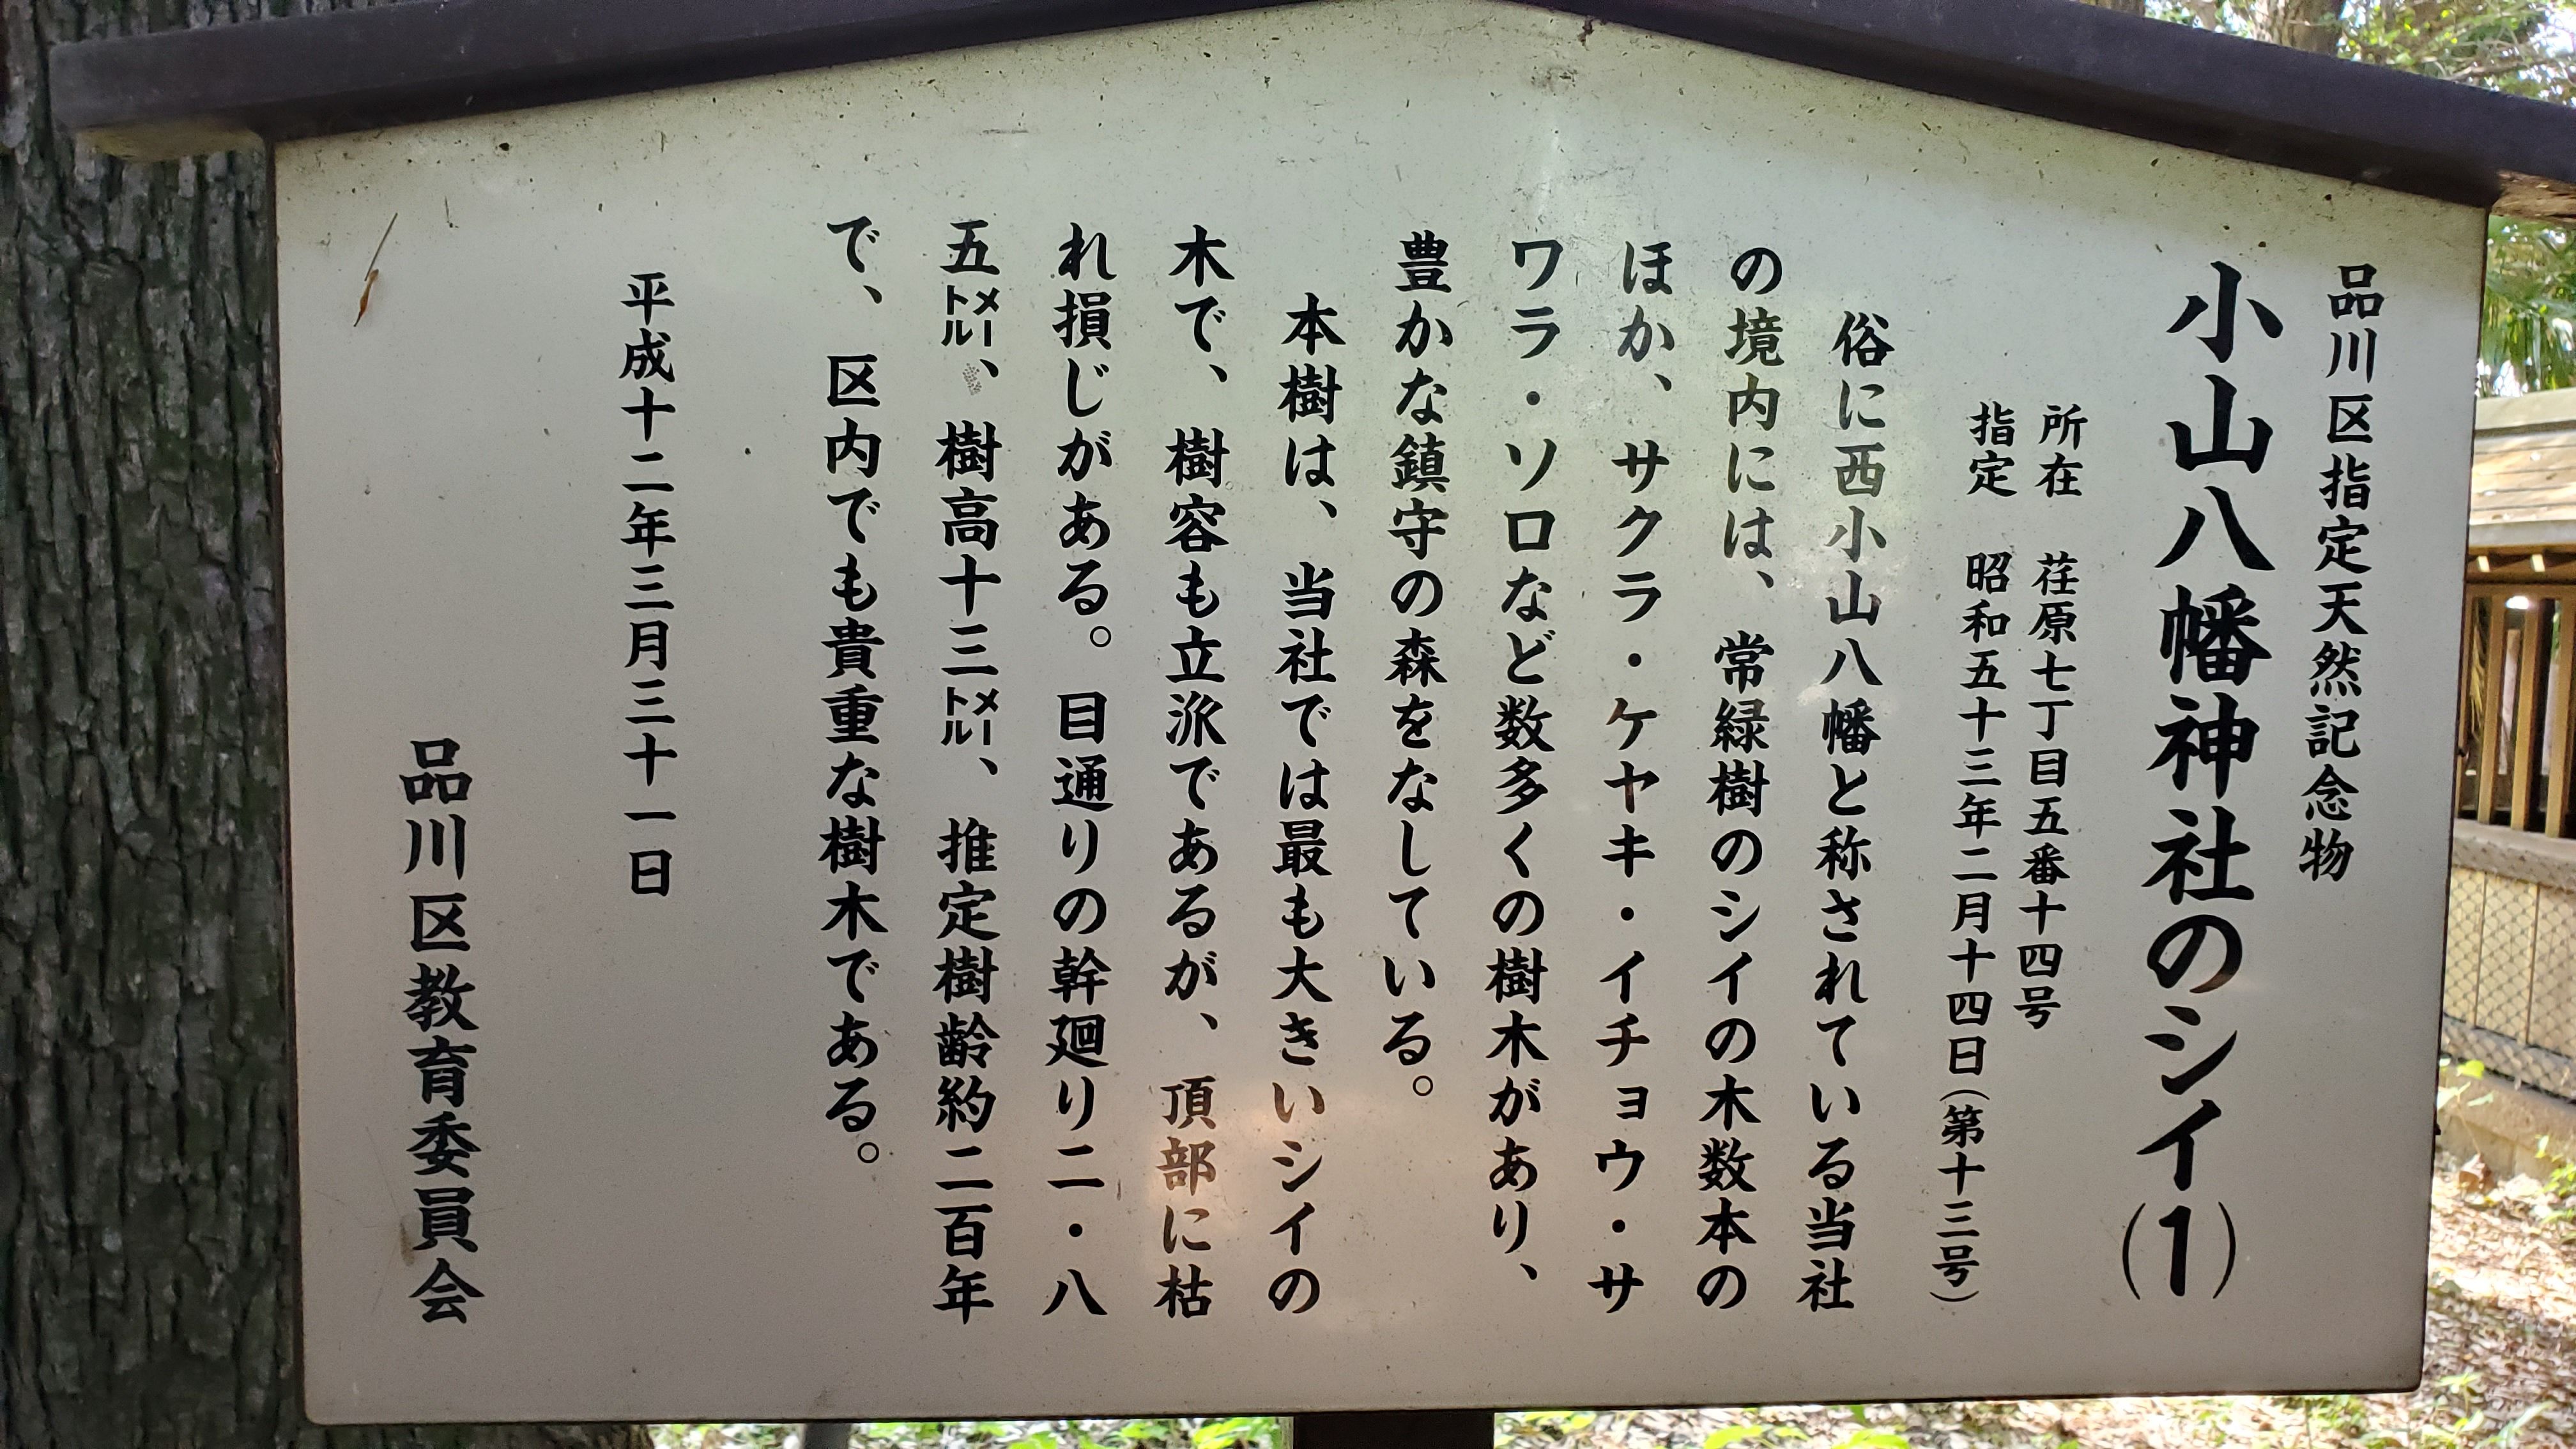 品川区指定天然記念物
小山八幡神社のシイ(1)
所在　荏原七丁目五番十四号
指定　昭和五十三年二月十四日(第十三号)
俗に西小山八幡と称されている当社
の境内には、常緑樹のシイの木数本の
ほか、サクラ・ケヤキ・イチョウ・サ
ワラ・ソロなど数多くの樹木があり、
豊かな鎮守の森をなしている。
本樹は、当社では最も大きいシイの
木で、樹容も立派であるが、頂部に枯
れ損じがある。目通りの幹廻り二・八
五㍍、樹高十三㍍、推定樹齢約二百年
で、区内でも貴重な樹木である。
平成十二年三月三十一日
品川区教育委員会